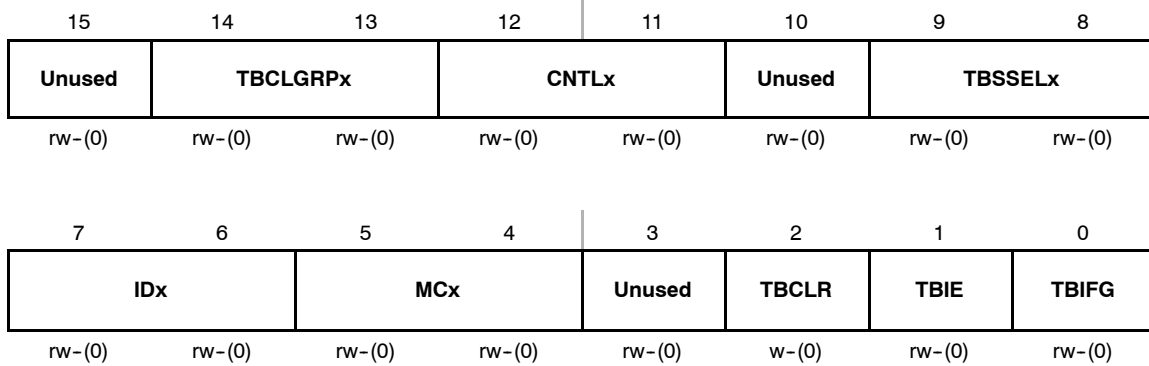 15 14 13 12 11 10 9 8
Unused TBCLGRPx CNTLx Unused TBSSELx
rw-(0) rw-(0) rw-(0) rw-(0) rw-(0) rw-(0) rw-(0) rw-(0)
7 6 5 4 3 2 1 0
IDx MCx Unused TBCLR TBIE TBIFG
rw-(0) rw-(0) rw-(0) rw-(0) rw-(0) w-(0) rw-(0) rw-(0)